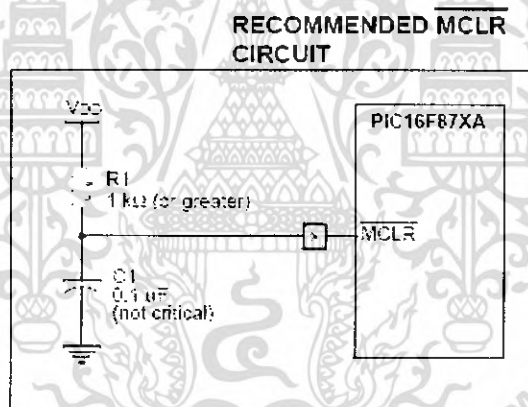 RECOMMENDED MCLR
CIRCUIT
VDD
PIC16F87XA
R1
1 kΩ (or greater)
MCLR
C1
0.1 uF
(not critical)